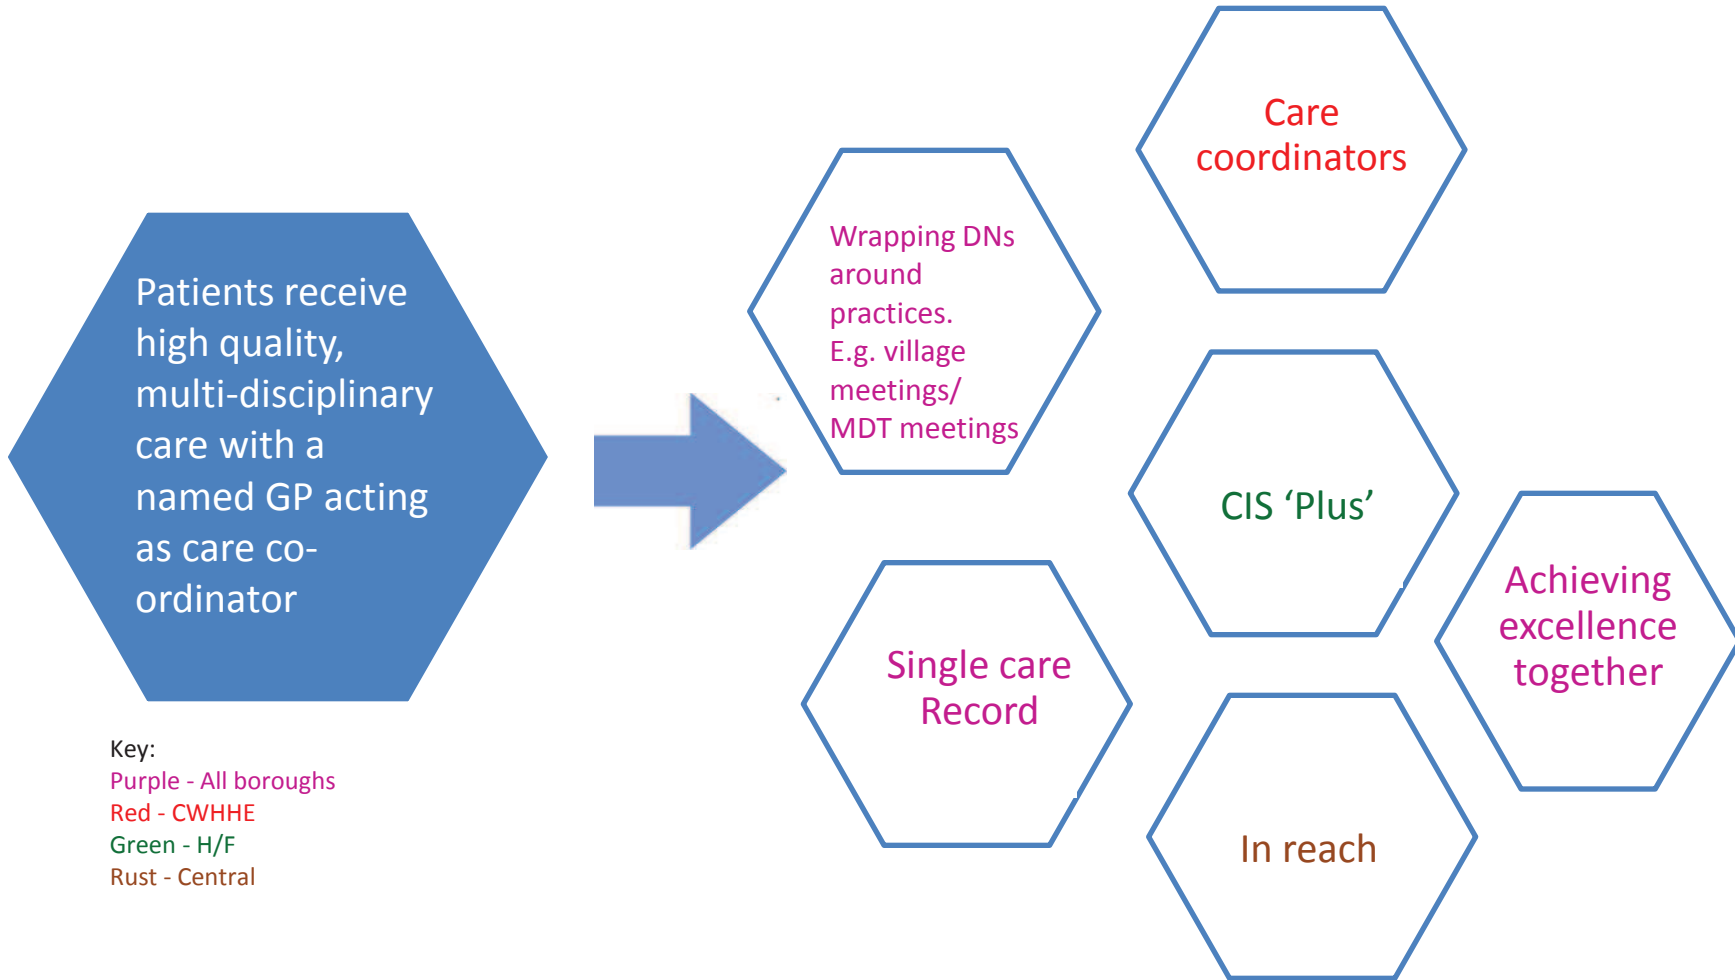 Patients receive
high quality,
multi-disciplinary
care with a
named GP acting
as care co-
ordinator
Key:
Purple - All boroughs
Red - CWHHE
Green - H/F
Rust - Central
Wrapping DNs
around
practices.
E.g. village
meetings/
MDT meetings
Care
coordinators
CIS ‘Plus’
Single care
Record
Achieving
excellence
together
In reach